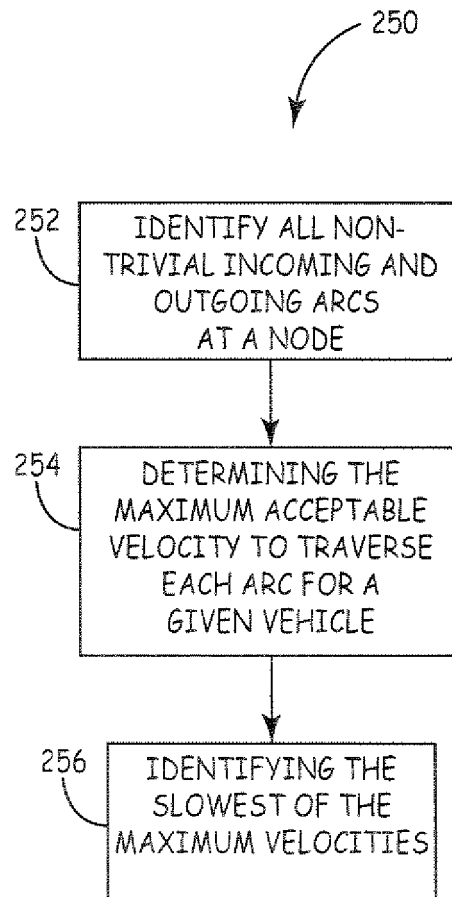 250
252
IDENTIFY ALL NON-
TRIVIAL INCOMING AND
OUTGOING ARCS
AT A NODE
254
DETERMINING THE
MAXIMUM ACCEPTABLE
VELOCITY TO TRAVERSE
EACH ARC FOR A
GIVEN VEHICLE
256
IDENTIFYING THE
SLOWEST OF THE
MAXIMUM VELOCITIES